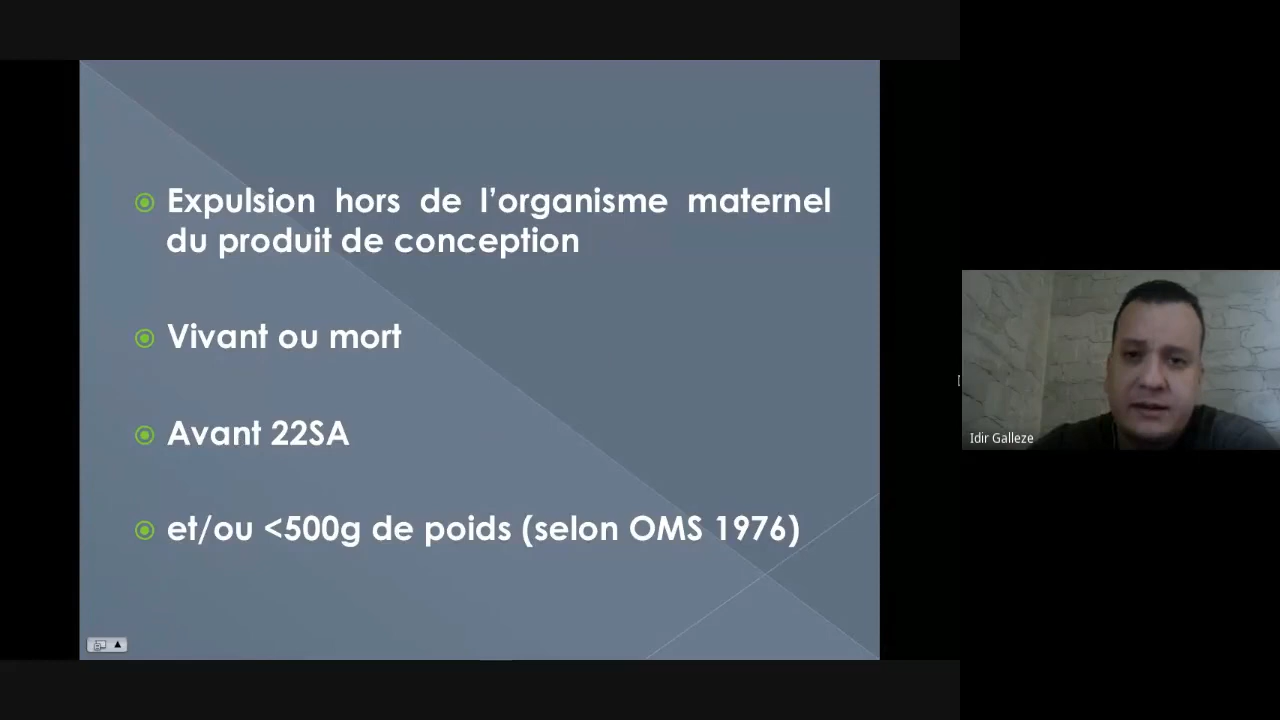 Expulsion hors de l’organisme maternel
du produit de conception
Vivant ou mort
Avant 22SA
et/ou <500g de poids (selon OMS 1976)
Idir Galleze